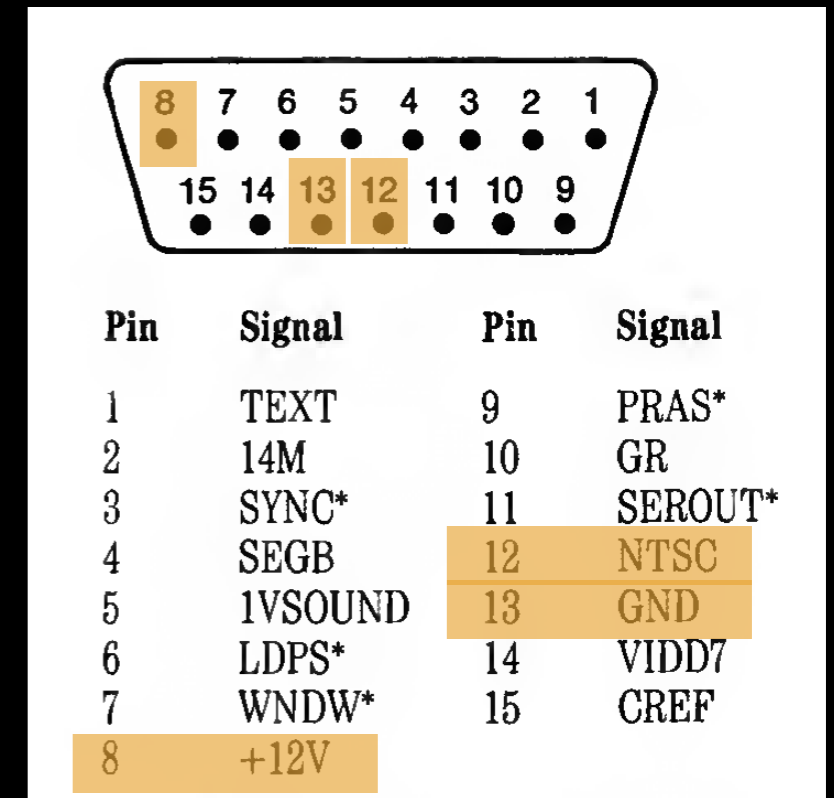 8 7 6 5 4 3 2 1
15 14 13 12 11 10 9
Pin Signal Pin Signal
1 TEXT 9 PRAS*
2 14M 10 GR
3 SYNC* 11 SEROUT*
4 SEGB 12 NTSC
5 1VSOUND 13 GND
6 LDPS* 14 VIDD7
7 WNDW* 15 CREF
8 +12V